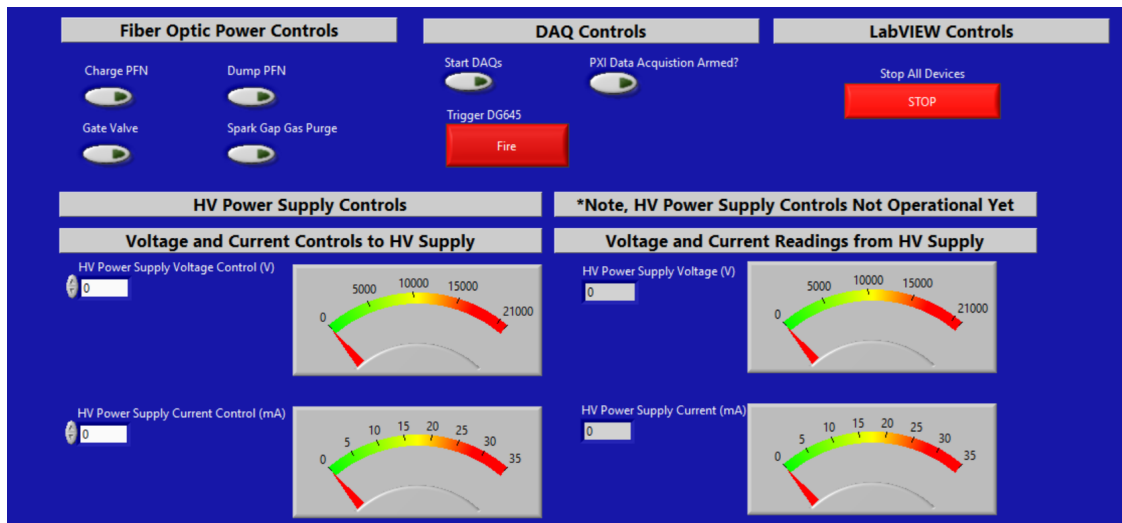 Fiber Optic Power Controls
DAQ Controls
LabVIEW Controls
Charge PFN
Dump PFN
Start DAQs
PXI Data Acquistion Armed?
Stop All Devices
STOP
Gate Valve
Spark Gap Gas Purge
Trigger DG645
Fire
HV Power Supply Controls
*Note, HV Power Supply Controls Not Operational Yet
Voltage and Current Controls to HV Supply
Voltage and Current Readings from HV Supply
HV Power Supply Voltage Control (V)
0
0 5000 10000 15000 21000
HV Power Supply Voltage (V)
0
0 5000 10000 15000 21000
HV Power Supply Current Control (mA)
0
0 5 10 15 20 25 30 35
HV Power Supply Current (mA)
0
0 5 10 15 20 25 30 35